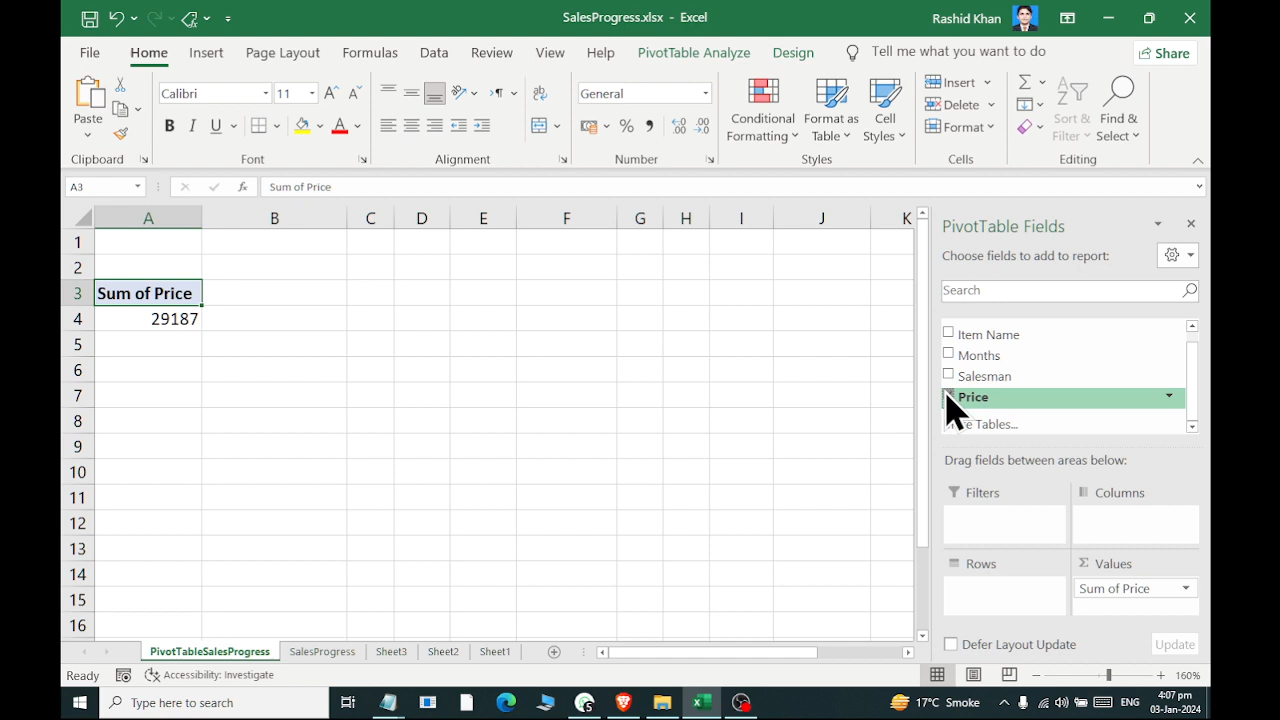 SalesProgress.xlsx - Excel
Rashid Khan
File Home Insert Page Layout Formulas Data Review View Help PivotTable Analyze Design Tell me what you want to do Share
Paste
Calibri 11
B I U
General
Conditional Formatting
Format as Table
Cell Styles
Insert
Delete
Format
Sort & Filter
Find & Select
Clipboard Font Alignment Number Styles Cells Editing
A3 fx Sum of Price
A B C D E F G H I J K
1
2
3 Sum of Price
4 29187
5
6
7
8
9
10
11
12
13
14
15
16
PivotTable Fields
Choose fields to add to report:
Search
Item Name
Months
Salesman
Price
Tables...
Drag fields between areas below:
Filters Columns
Rows Values
Sum of Price
Defer Layout Update Update
PivotTableSalesProgress SalesProgress Sheet3 Sheet2 Sheet1
Ready Accessibility: Investigate 160%
Type here to search
17°C Smoke
ENG
4:07 pm
03-Jan-2024